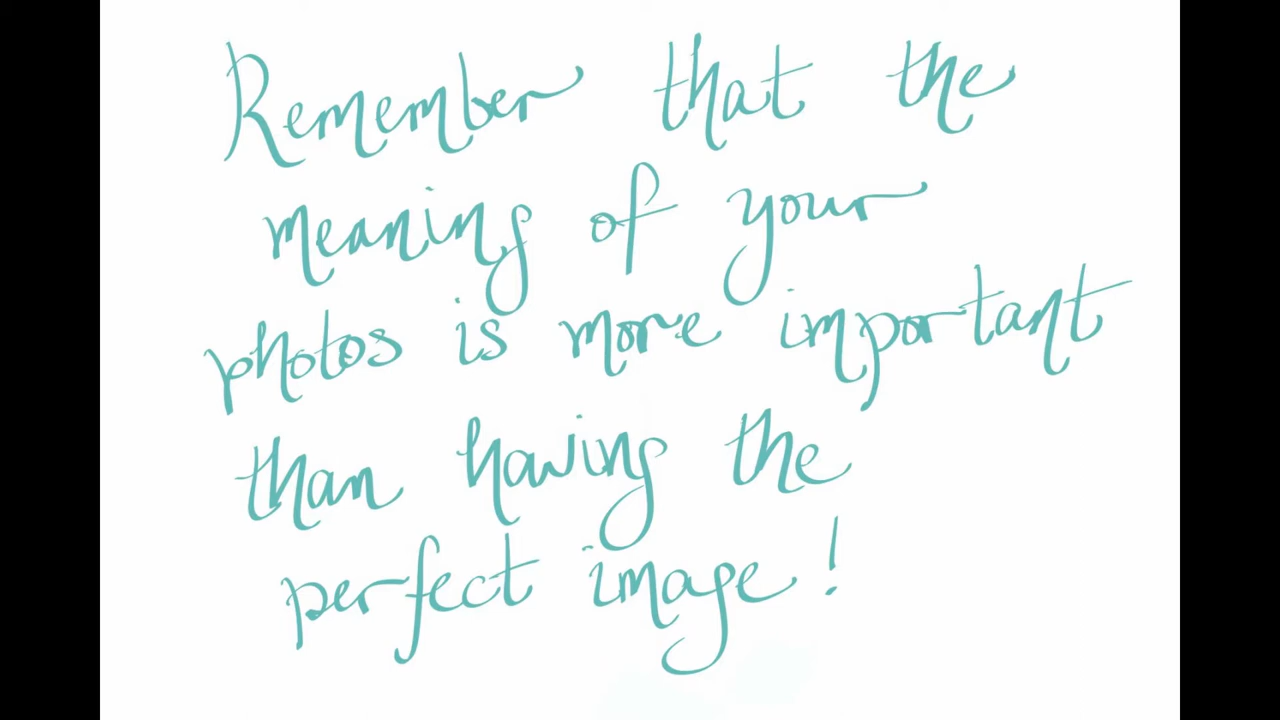 Remember that the
meaning of your
photos is more important
than having the
perfect image!